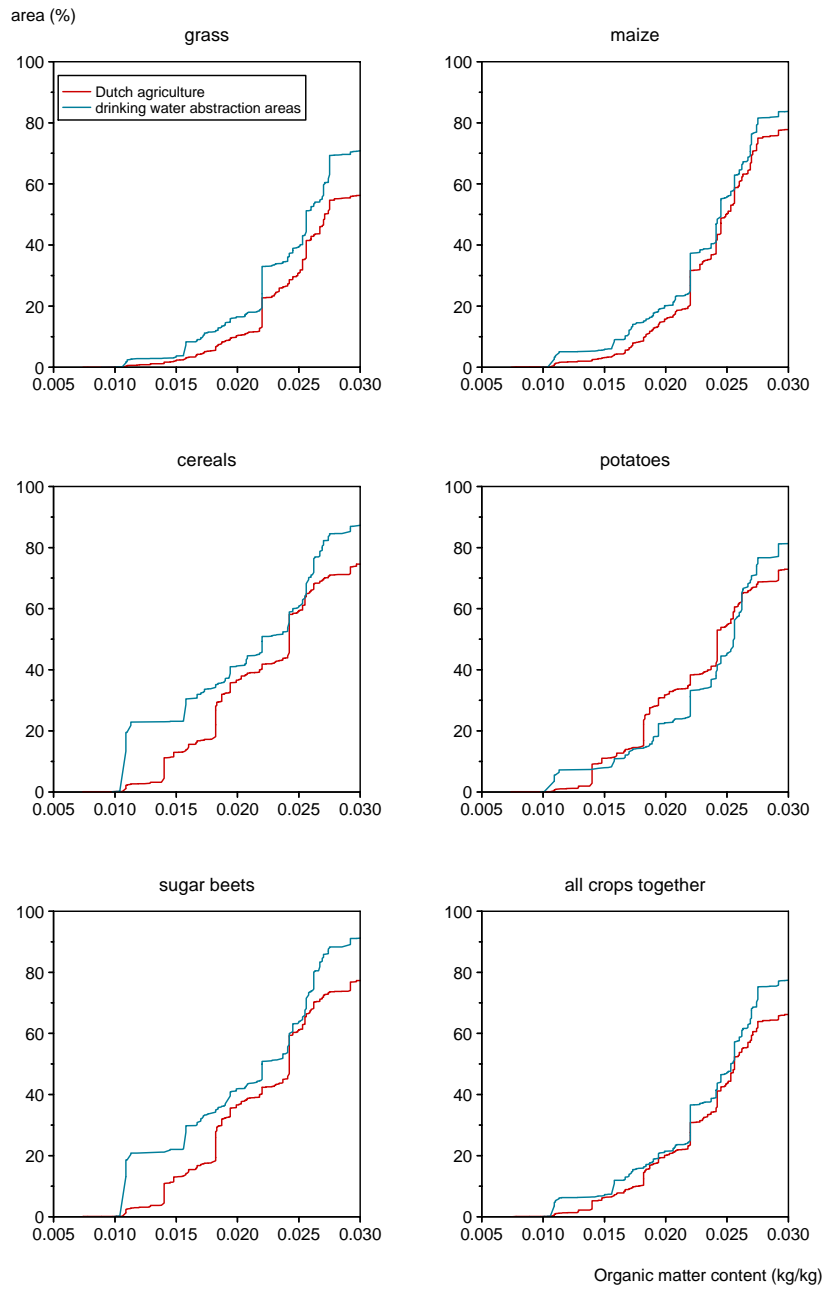 area (%)
grass
maize
100
80
60
40
20
0
0.005 0.010 0.015 0.020 0.025 0.030
Dutch agriculture
drinking water abstraction areas
100
80
60
40
20
0
0.005 0.010 0.015 0.020 0.025 0.030
cereals
potatoes
100
80
60
40
20
0
0.005 0.010 0.015 0.020 0.025 0.030
100
80
60
40
20
0
0.005 0.010 0.015 0.020 0.025 0.030
sugar beets
all crops together
100
80
60
40
20
0
0.005 0.010 0.015 0.020 0.025 0.030
100
80
60
40
20
0
0.005 0.010 0.015 0.020 0.025 0.030
Organic matter content (kg/kg)